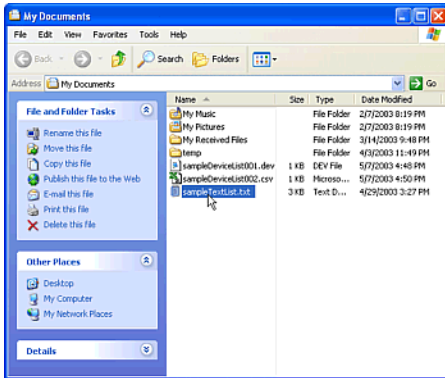 My Documents
File Edit View Favorites Tools Help
Back Search Folders
Address My Documents Go
Name Size Type Date Modified
File and Folder Tasks
Rename this file
Move this file
Copy this file
Publish this file to the Web
E-mail this file
Print this file
Delete this file
Other Places
Desktop
My Computer
My Network Places
Details
My Music File Folder 2/7/2003 8:19 PM
My Pictures File Folder 2/7/2003 8:19 PM
My Received Files File Folder 3/14/2003 9:48 PM
temp File Folder 4/3/2003 11:49 PM
sampleDeviceList001.dev 1 KB DEV File 5/7/2003 4:48 PM
sampleDeviceList002.csv 1 KB Microso... 5/7/2003 4:50 PM
sampleTextList.txt 3 KB Text D... 4/29/2003 3:27 PM